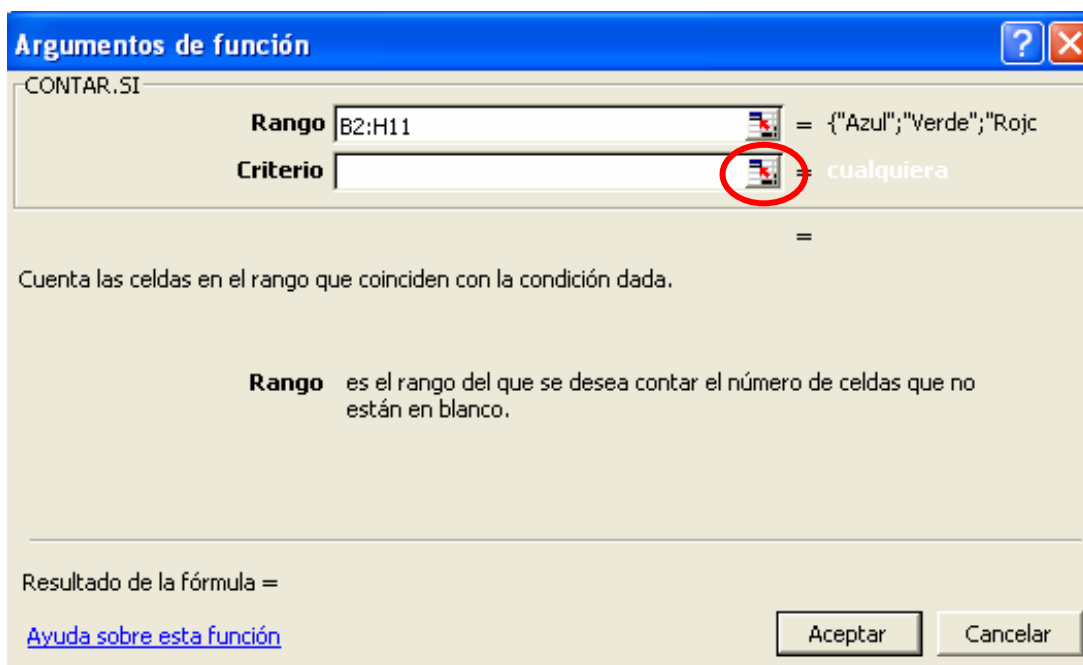 Argumentos de función
CONTAR.SI
Rango B2:H11 = {"Azul";"Verde";"Rojc
Criterio = cualquiera
=
Cuenta las celdas en el rango que coinciden con la condición dada.
Rango es el rango del que se desea contar el número de celdas que no
están en blanco.
Resultado de la fórmula =
Ayuda sobre esta función
Aceptar
Cancelar